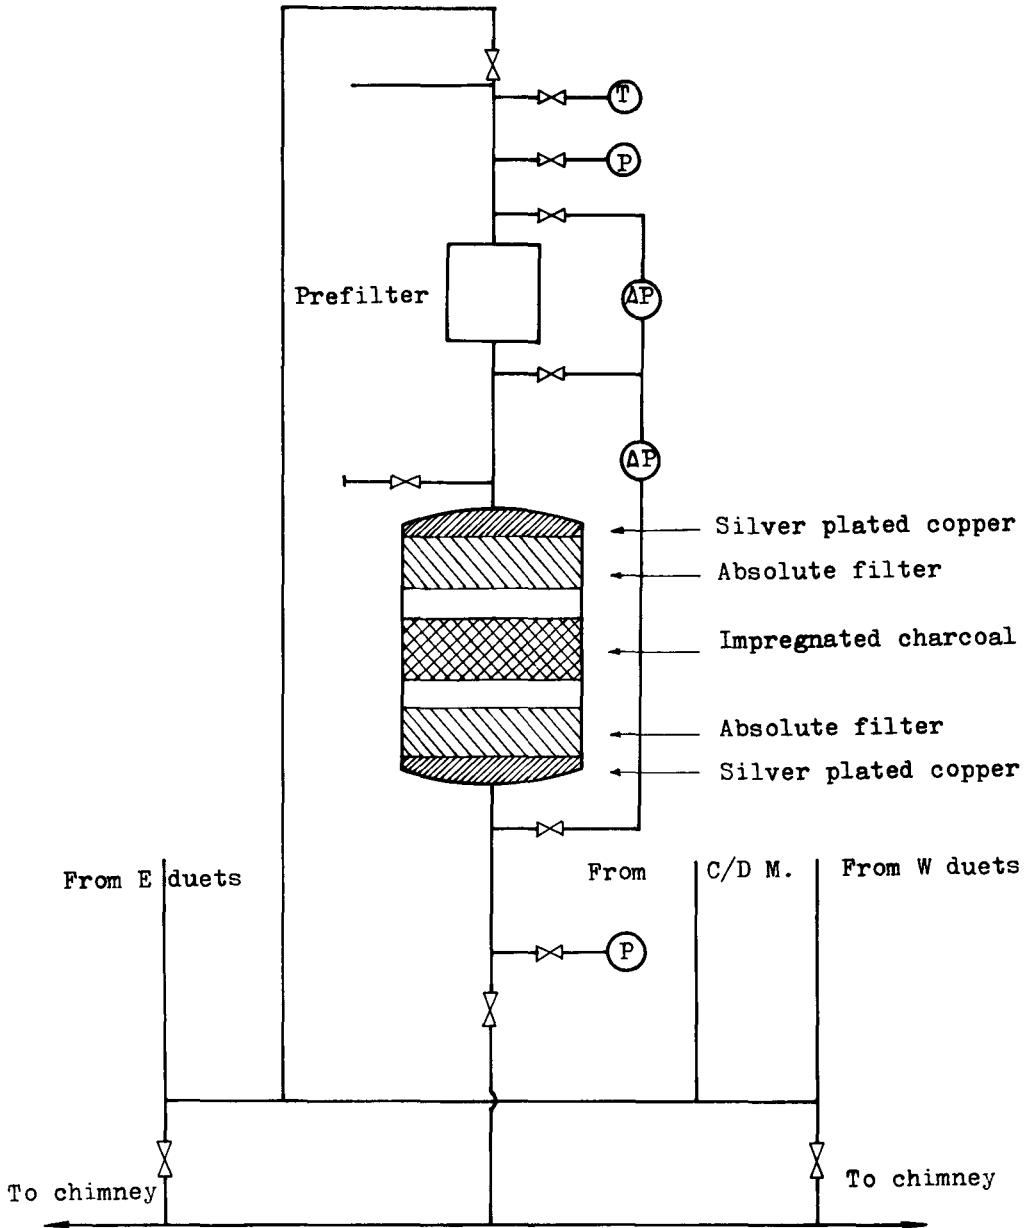 T
P
Prefilter
ΔP
ΔP
Silver plated copper
Absolute filter
Impregnated charcoal
Absolute filter
Silver plated copper
From E duets
From C/D M.
From W duets
P
To chimney
To chimney